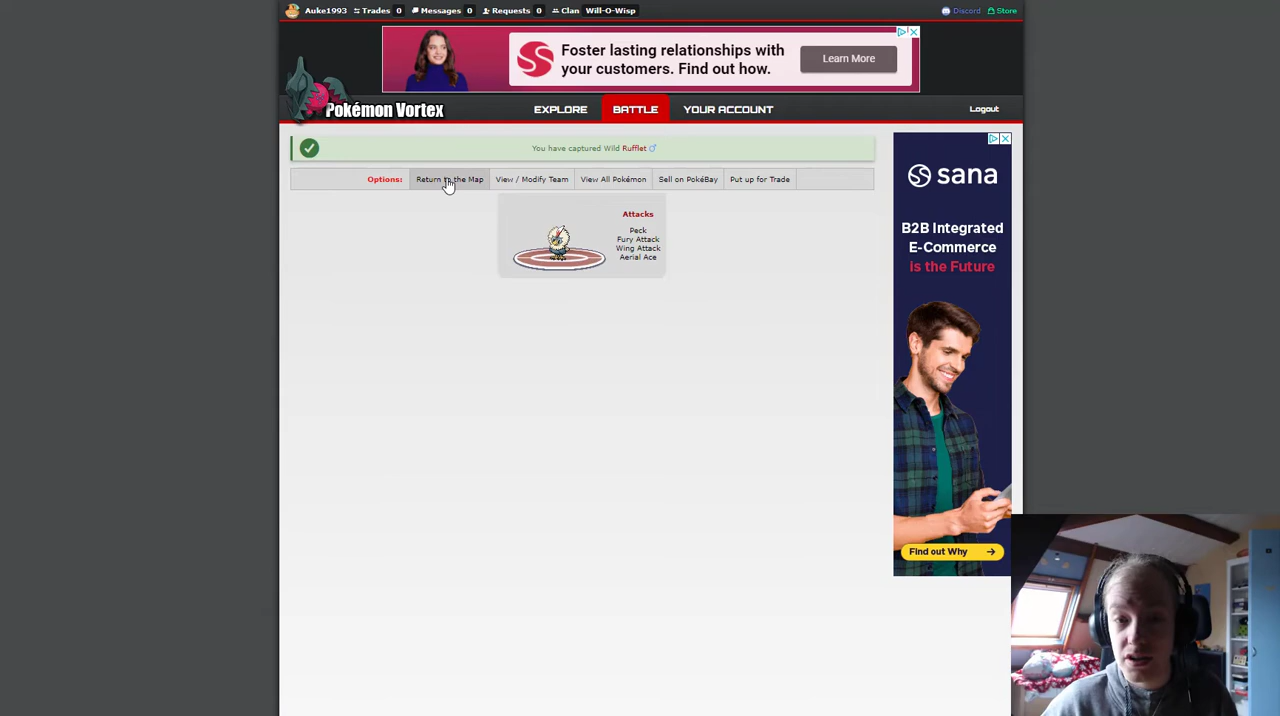 Auke1993 Trades 0 Messages 0 Requests 0 Clan Will-O-Wisp Discord Store
Foster lasting relationships with
your customers. Find out how.
Learn More
Pokémon Vortex
EXPLORE BATTLE YOUR ACCOUNT Logout
You have captured Wild Rufflet ♂
Options: Return to the Map View / Modify Team View All Pokémon Sell on PokéBay Put up for Trade
Attacks
Peck
Fury Attack
Wing Attack
Aerial Ace
sana
B2B Integrated
E-Commerce
is the Future
Find out Why →